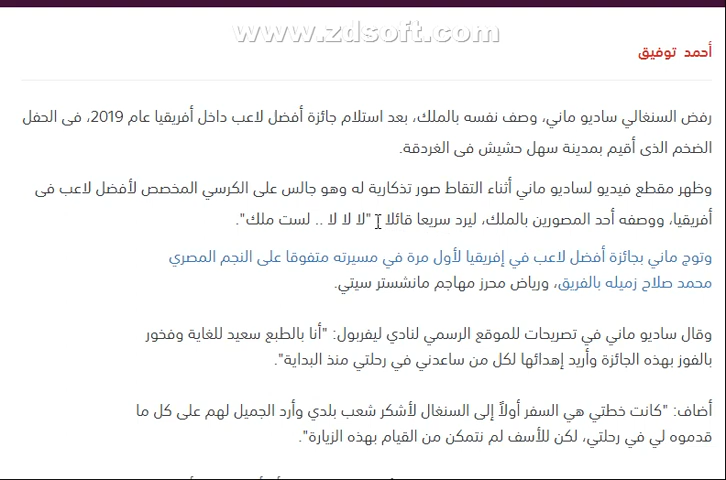 www.zdsoft.com
أحمد توفيق
رفض السنغالي ساديو ماني، وصف نفسه بالملك، بعد استلام جائزة أفضل لاعب داخل أفريقيا عام 2019، فى الحفل
الضخم الذى أقيم بمدينة سهل حشيش فى الغردقة.
وظهر مقطع فيديو لساديو ماني أثناء التقاط صور تذكارية له وهو جالس على الكرسي المخصص لأفضل لاعب فى
أفريقيا، ووصفه أحد المصورين بالملك، ليرد سريعا قائلا "لا لا لا .. لست ملك".
وتوج ماني بجائزة أفضل لاعب في إفريقيا لأول مرة في مسيرته متفوقا على النجم المصري
محمد صلاح زميله بالفريق، ورياض محرز مهاجم مانشستر سيتي.
وقال ساديو ماني في تصريحات للموقع الرسمي لنادي ليفربول: "أنا بالطبع سعيد للغاية وفخور
بالفوز بهذه الجائزة وأريد إهدائها لكل من ساعدني في رحلتي منذ البداية".
أضاف: "كانت خطتي هي السفر أولاً إلى السنغال لأشكر شعب بلدي وأرد الجميل لهم على كل ما
قدموه لي في رحلتي، لكن للأسف لم نتمكن من القيام بهذه الزيارة".